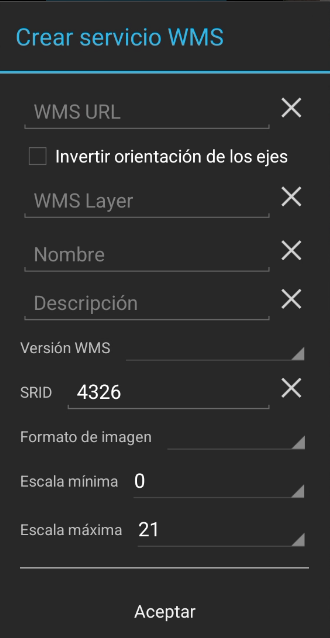 Crear servicio WMS
WMS URL
Invertir orientación de los ejes
WMS Layer
Nombre
Descripción
Versión WMS
SRID 4326
Formato de imagen
Escala mínima 0
Escala máxima 21
Aceptar